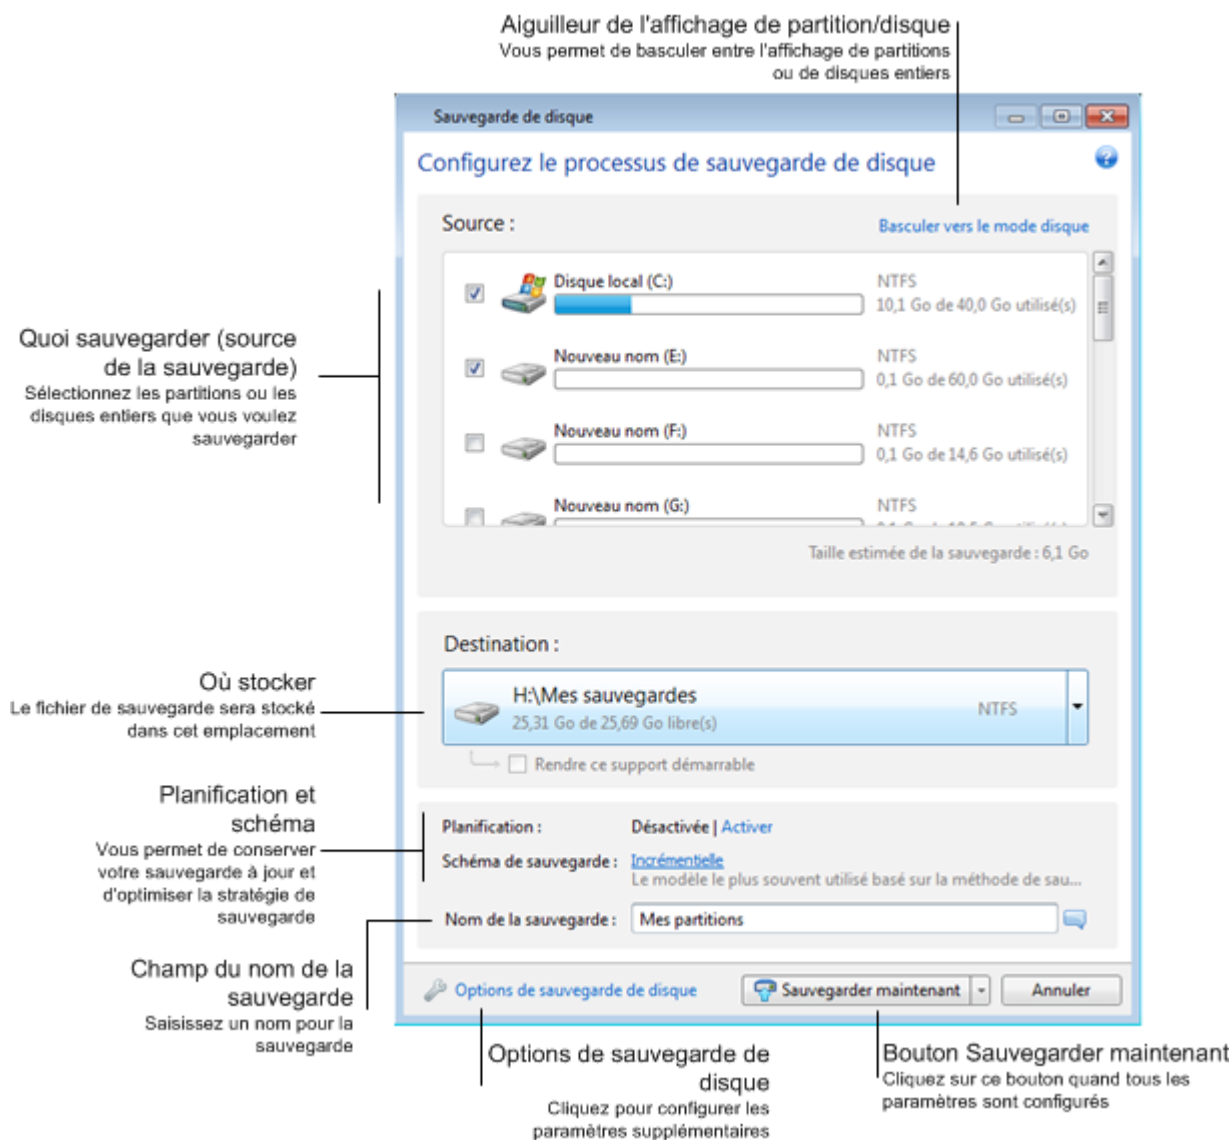 Aiguilleur de l'affichage de partition/disque
Vous permet de basculer entre l'affichage de partitions
ou de disques entiers
Sauvegarde de disque
Configurez le processus de sauvegarde de disque
Source :
Basculer vers le mode disque
Disque local (C:)
NTFS
10,1 Go de 40,0 Go utilisé(s)
Nouveau nom (E:)
NTFS
0,1 Go de 60,0 Go utilisé(s)
Nouveau nom (F:)
NTFS
0,1 Go de 14,6 Go utilisé(s)
Nouveau nom (G:)
NTFS
Taille estimée de la sauvegarde : 6,1 Go
Quoi sauvegarder (source
de la sauvegarde)
Sélectionnez les partitions ou les
disques entiers que vous voulez
sauvegarder
Destination :
H:\Mes sauvegardes
25,31 Go de 25,69 Go libre(s)
NTFS
Rendre ce support démarrable
Où stocker
Le fichier de sauvegarde sera stocké
dans cet emplacement
Planification et
schéma
Vous permet de conserver
votre sauvegarde à jour et
d'optimiser la stratégie de
sauvegarde
Planification :
Désactivée | Activer
Schéma de sauvegarde :
Incrémentielle
Le modèle le plus souvent utilisé basé sur la méthode de sau...
Nom de la sauvegarde :
Mes partitions
Champ du nom de la
sauvegarde
Saisissez un nom pour la
sauvegarde
Options de sauvegarde de disque
Sauvegarder maintenant
Annuler
Options de sauvegarde de
disque
Cliquez pour configurer les
paramètres supplémentaires
Bouton Sauvegarder maintenant
Cliquez sur ce bouton quand tous les
paramètres sont configurés